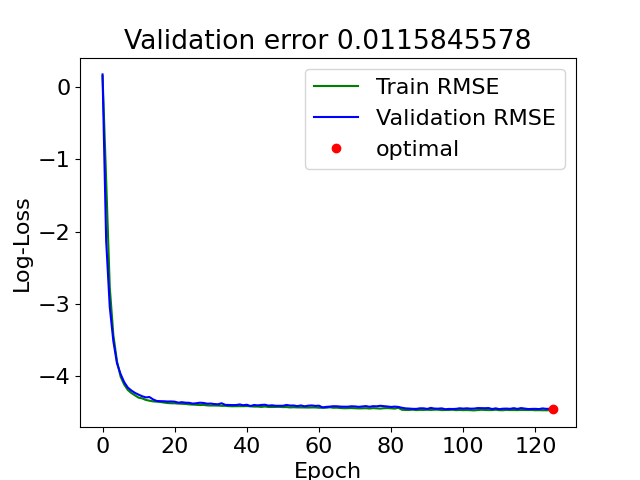 Validation error 0.0115845578
Train RMSE
Validation RMSE
optimal
Log-Loss
0
−1
−2
−3
−4
0 20 40 60 80 100 120
Epoch